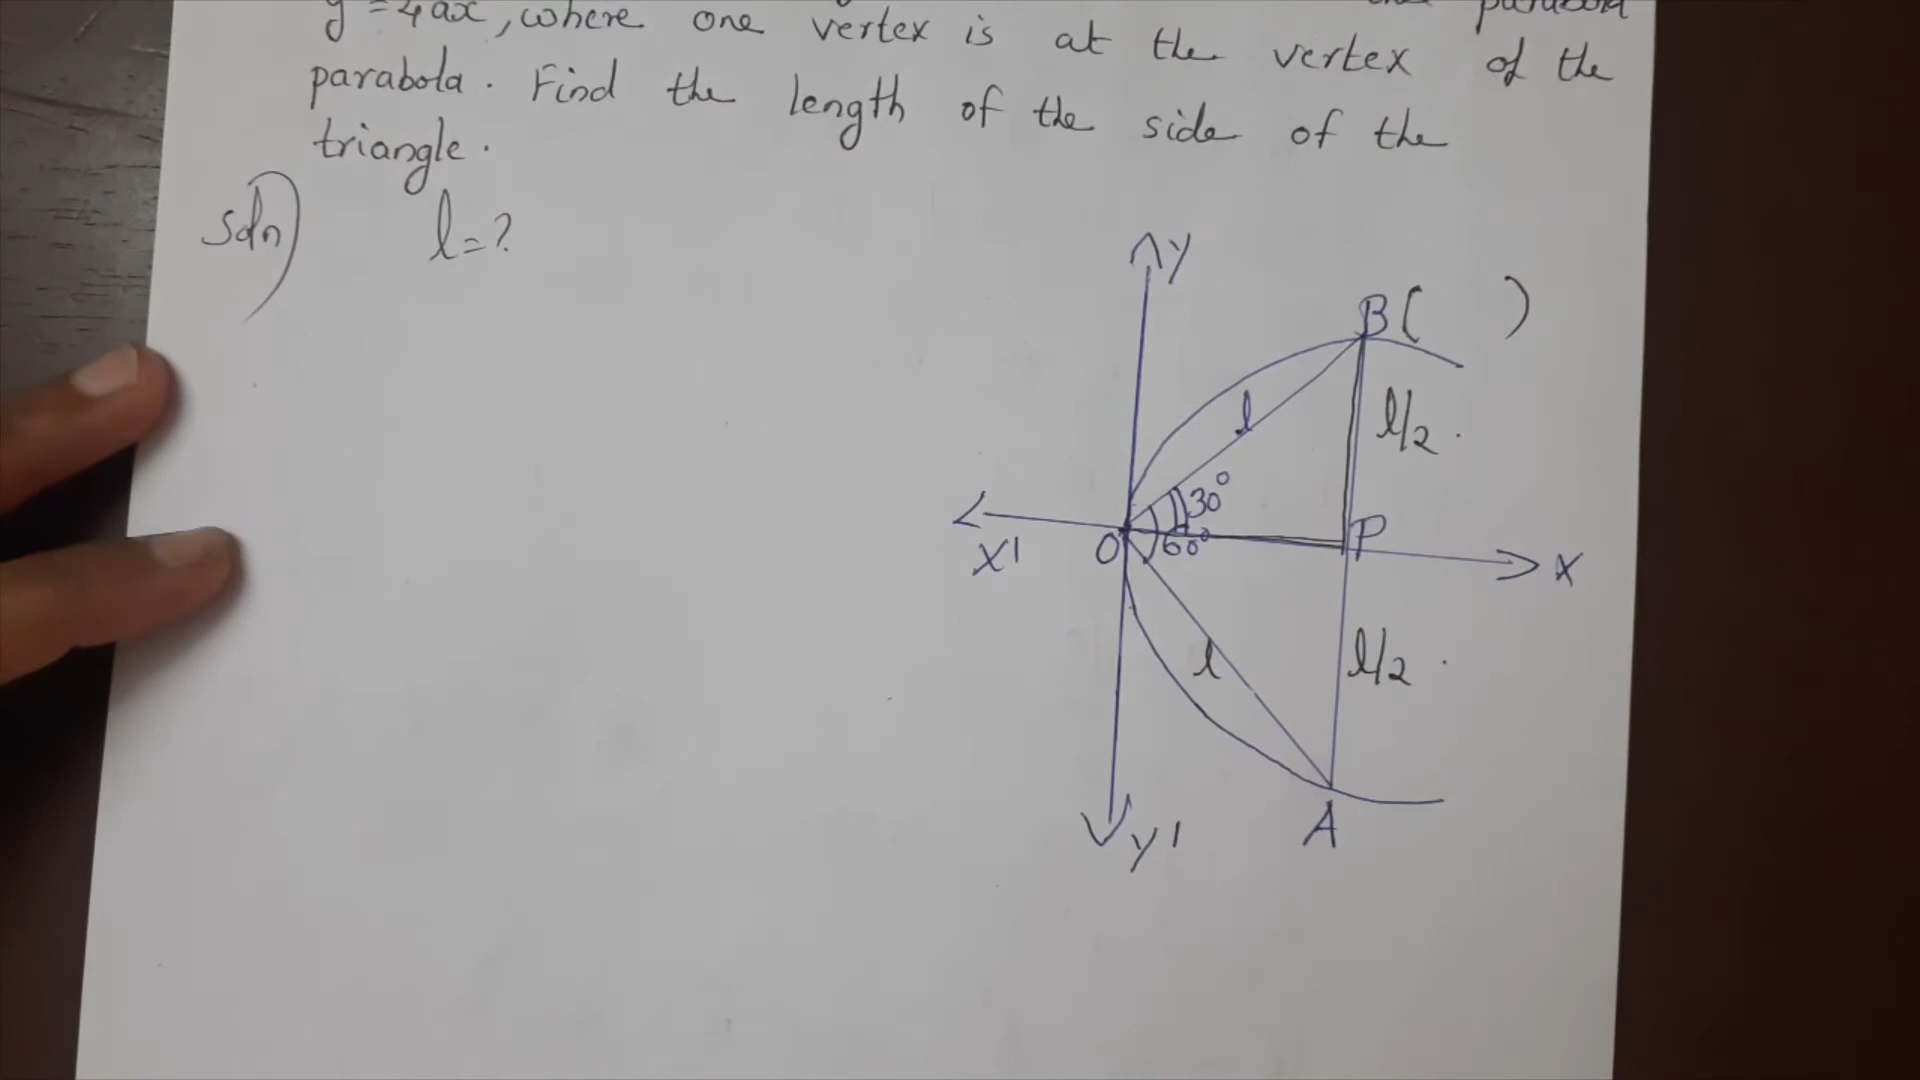 y² = 4ax, where one vertex is at the vertex of the
parabola. Find the length of the side of the
triangle.
Soln) l = ?
Y
B( )
l
l/2
30°
60°
X'
O
P
X
l
l/2
A
Y'